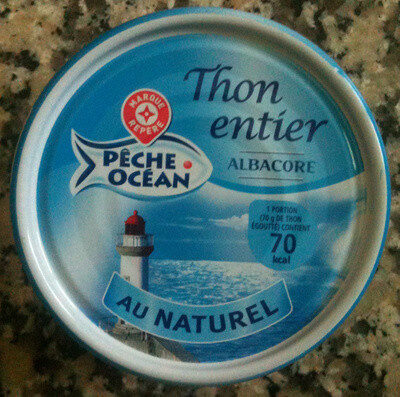 MARQUE
REPÈRE
PÊCHE
OCÉAN
Thon
entier
ALBACORE
1 PORTION
(70 g DE THON
ÉGOUTTÉ) CONTIENT
70
kcal
AU NATUREL